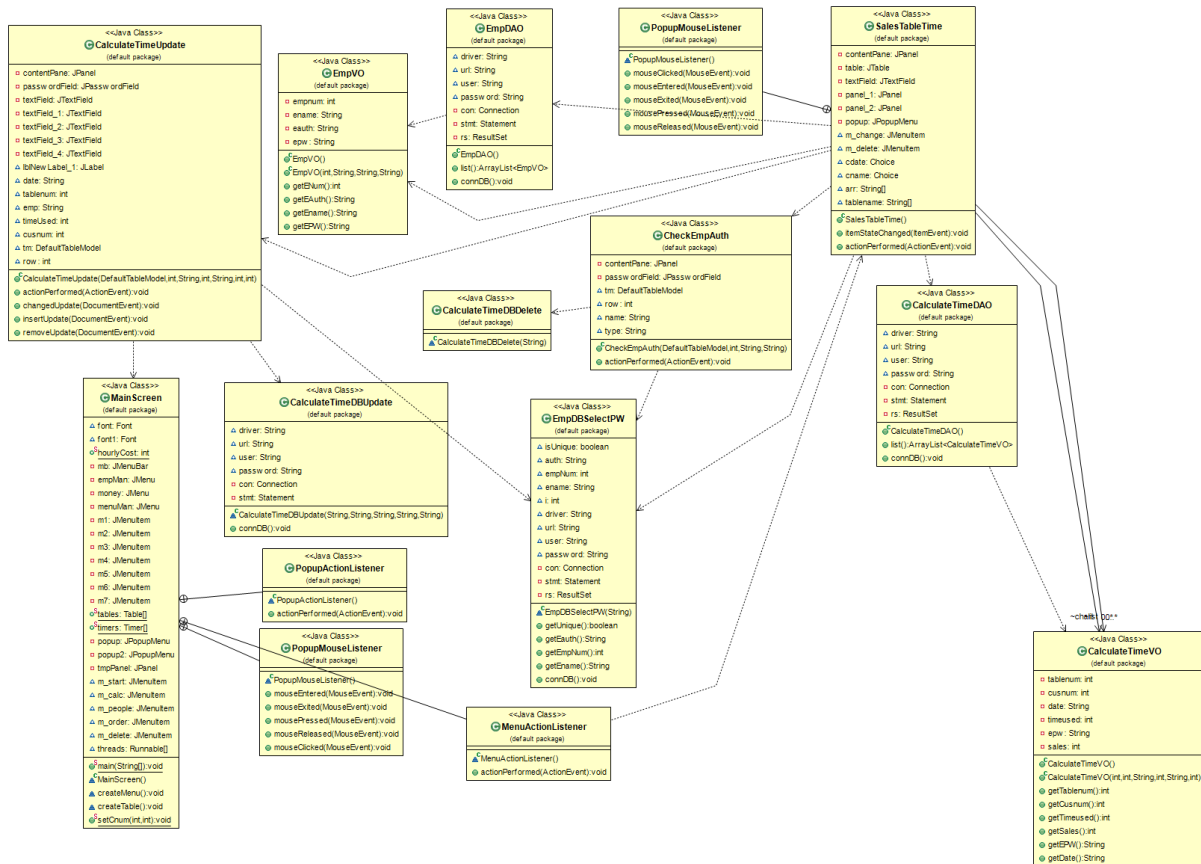 <<Java Class>>
CalculateTimeUpdate
(default package)
contentPane: JPanel
passwordField: JPasswordField
textField: JTextField
textField_1: JTextField
textField_2: JTextField
textField_3: JTextField
textField_4: JTextField
lblNewLabel_1: JLabel
date: String
tablenum: int
emp: String
timeUsed: int
cusnum: int
tm: DefaultTableModel
row: int
CalculateTimeUpdate(DefaultTableModel,int,String,int,String,int,int)
actionPerformed(ActionEvent):void
changedUpdate(DocumentEvent):void
insertUpdate(DocumentEvent):void
removeUpdate(DocumentEvent):void
<<Java Class>>
EmpVO
(default package)
empnum: int
ename: String
eauth: String
epw: String
EmpVO()
EmpVO(int,String,String,String)
getENum():int
getEAuth():String
getEname():String
getEPW():String
<<Java Class>>
EmpDAO
(default package)
driver: String
url: String
user: String
password: String
con: Connection
stmt: Statement
rs: ResultSet
EmpDAO()
list():ArrayList<EmpVO>
connDB():void
<<Java Class>>
PopupMouseListener
(default package)
PopupMouseListener()
mouseClicked(MouseEvent):void
mouseEntered(MouseEvent):void
mouseExited(MouseEvent):void
mousePressed(MouseEvent):void
mouseReleased(MouseEvent):void
<<Java Class>>
SalesTableTime
(default package)
contentPane: JPanel
table: JTable
textField: JTextField
panel_1: JPanel
panel_2: JPanel
popup: JPopupMenu
m_change: JMenuItem
m_delete: JMenuItem
cdate: Choice
cname: Choice
arr: String[]
tablename: String[]
SalesTableTime()
itemStateChanged(ItemEvent):void
actionPerformed(ActionEvent):void
<<Java Class>>
CheckEmpAuth
(default package)
contentPane: JPanel
passwordField: JPasswordField
tm: DefaultTableModel
row: int
name: String
type: String
CheckEmpAuth(DefaultTableModel,int,String,String)
actionPerformed(ActionEvent):void
<<Java Class>>
CalculateTimeDBDelete
(default package)
CalculateTimeDBDelete(String)
<<Java Class>>
CalculateTimeDAO
(default package)
driver: String
url: String
user: String
password: String
con: Connection
stmt: Statement
rs: ResultSet
CalculateTimeDAO()
list():ArrayList<CalculateTimeVO>
connDB():void
<<Java Class>>
MainScreen
(default package)
font: Font
font1: Font
hourlyCost: int
mb: JMenuBar
empMan: JMenu
money: JMenu
menuMan: JMenu
m1: JMenuItem
m2: JMenuItem
m3: JMenuItem
m4: JMenuItem
m5: JMenuItem
m6: JMenuItem
m7: JMenuItem
tables: Table[]
timers: Timer[]
popup: JPopupMenu
popup2: JPopupMenu
tmpPanel: JPanel
m_start: JMenuItem
m_calc: JMenuItem
m_people: JMenuItem
m_order: JMenuItem
m_delete: JMenuItem
threads: Runnable[]
main(String[]):void
MainScreen()
createMenu():void
createTable():void
setCnum(int,int):void
<<Java Class>>
CalculateTimeDBUpdate
(default package)
driver: String
url: String
user: String
password: String
con: Connection
stmt: Statement
CalculateTimeDBUpdate(String,String,String,String,String)
connDB():void
<<Java Class>>
EmpDBSelectPW
(default package)
isUnique: boolean
auth: String
empNum: int
ename: String
i: int
driver: String
url: String
user: String
password: String
con: Connection
stmt: Statement
rs: ResultSet
EmpDBSelectPW(String)
getUnique():boolean
getEauth():String
getEmpNum():int
getEname():String
connDB():void
<<Java Class>>
PopupActionListener
(default package)
PopupActionListener()
actionPerformed(ActionEvent):void
<<Java Class>>
PopupMouseListener
(default package)
PopupMouseListener()
mouseEntered(MouseEvent):void
mouseExited(MouseEvent):void
mousePressed(MouseEvent):void
mouseReleased(MouseEvent):void
mouseClicked(MouseEvent):void
<<Java Class>>
MenuActionListener
(default package)
MenuActionListener()
actionPerformed(ActionEvent):void
<<Java Class>>
CalculateTimeVO
(default package)
tablenum: int
cusnum: int
date: String
timeused: int
epw: String
sales: int
CalculateTimeVO()
CalculateTimeVO(int,int,String,int,String,int)
getTablenum():int
getCusnum():int
getTimeused():int
getSales():int
getEPW():String
getDate():String